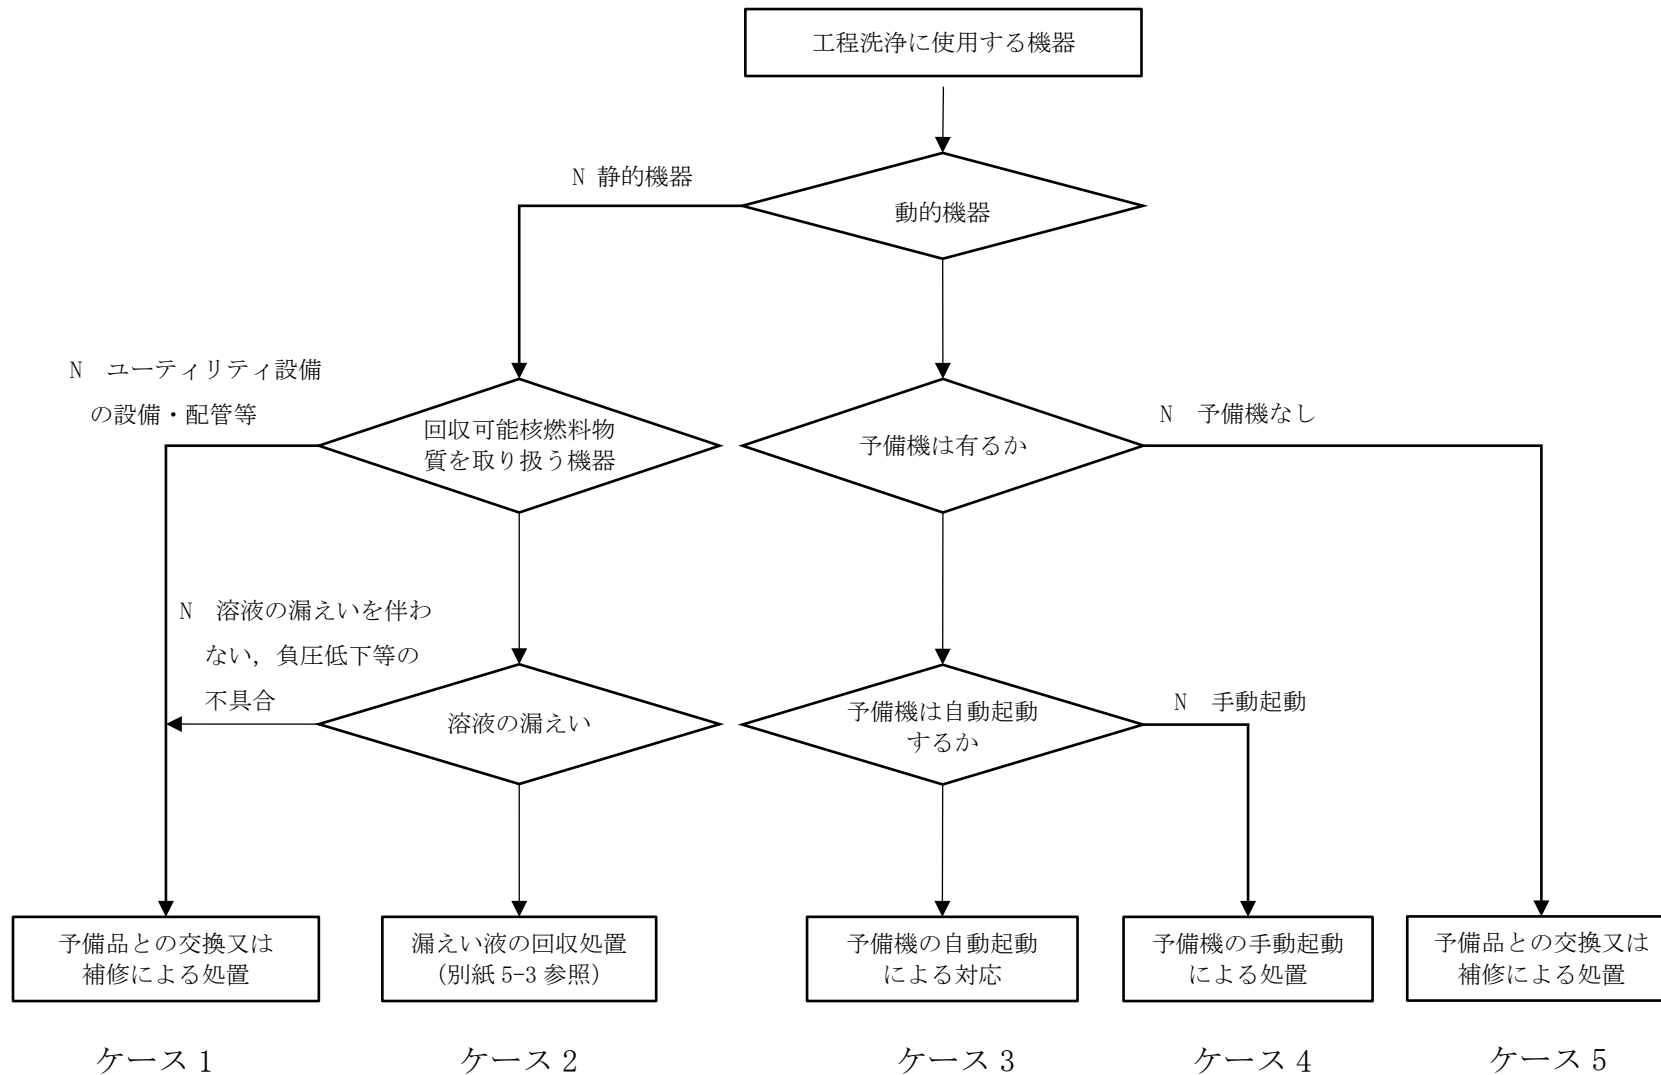 工程洗浄に使用する機器
N 静的機器
動的機器
N　ユーティリティ設備
の設備・配管等
回収可能核燃料物
質を取り扱う機器
予備機は有るか
N　予備機なし
N　溶液の漏えいを伴わ
ない，負圧低下等の
不具合
溶液の漏えい
予備機は自動起動
するか
N　手動起動
予備品との交換又は
補修による処置
漏えい液の回収処置
(別紙 5-3 参照)
予備機の自動起動
による対応
予備機の手動起動
による処置
予備品との交換又は
補修による処置
ケース 1
ケース 2
ケース 3
ケース 4
ケース 5